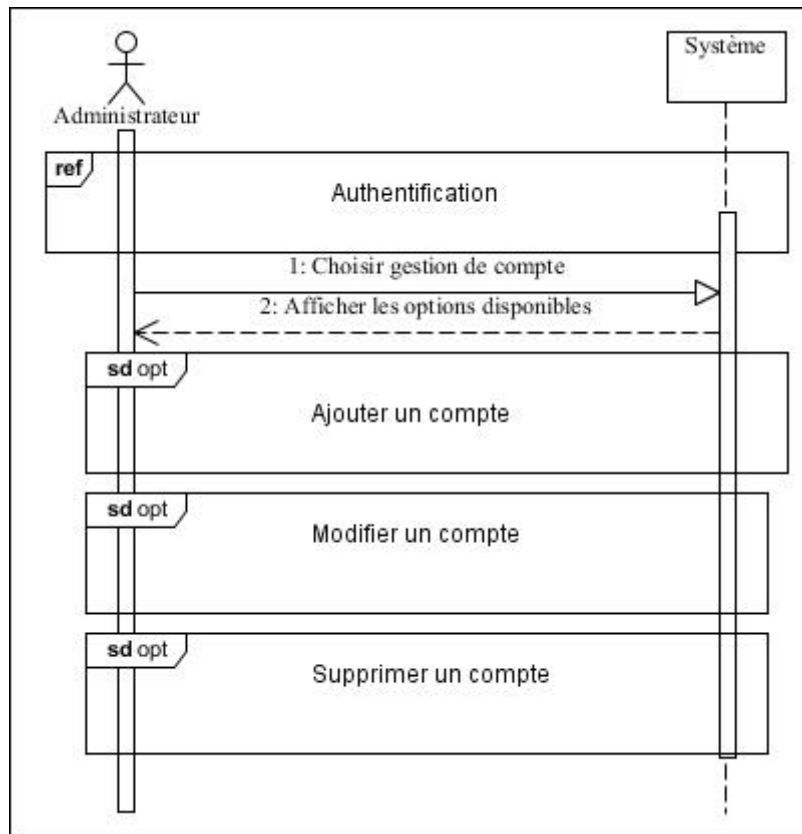 Système
Administrateur
ref
Authentification
1: Choisir gestion de compte
2: Afficher les options disponibles
sd opt
Ajouter un compte
sd opt
Modifier un compte
sd opt
Supprimer un compte